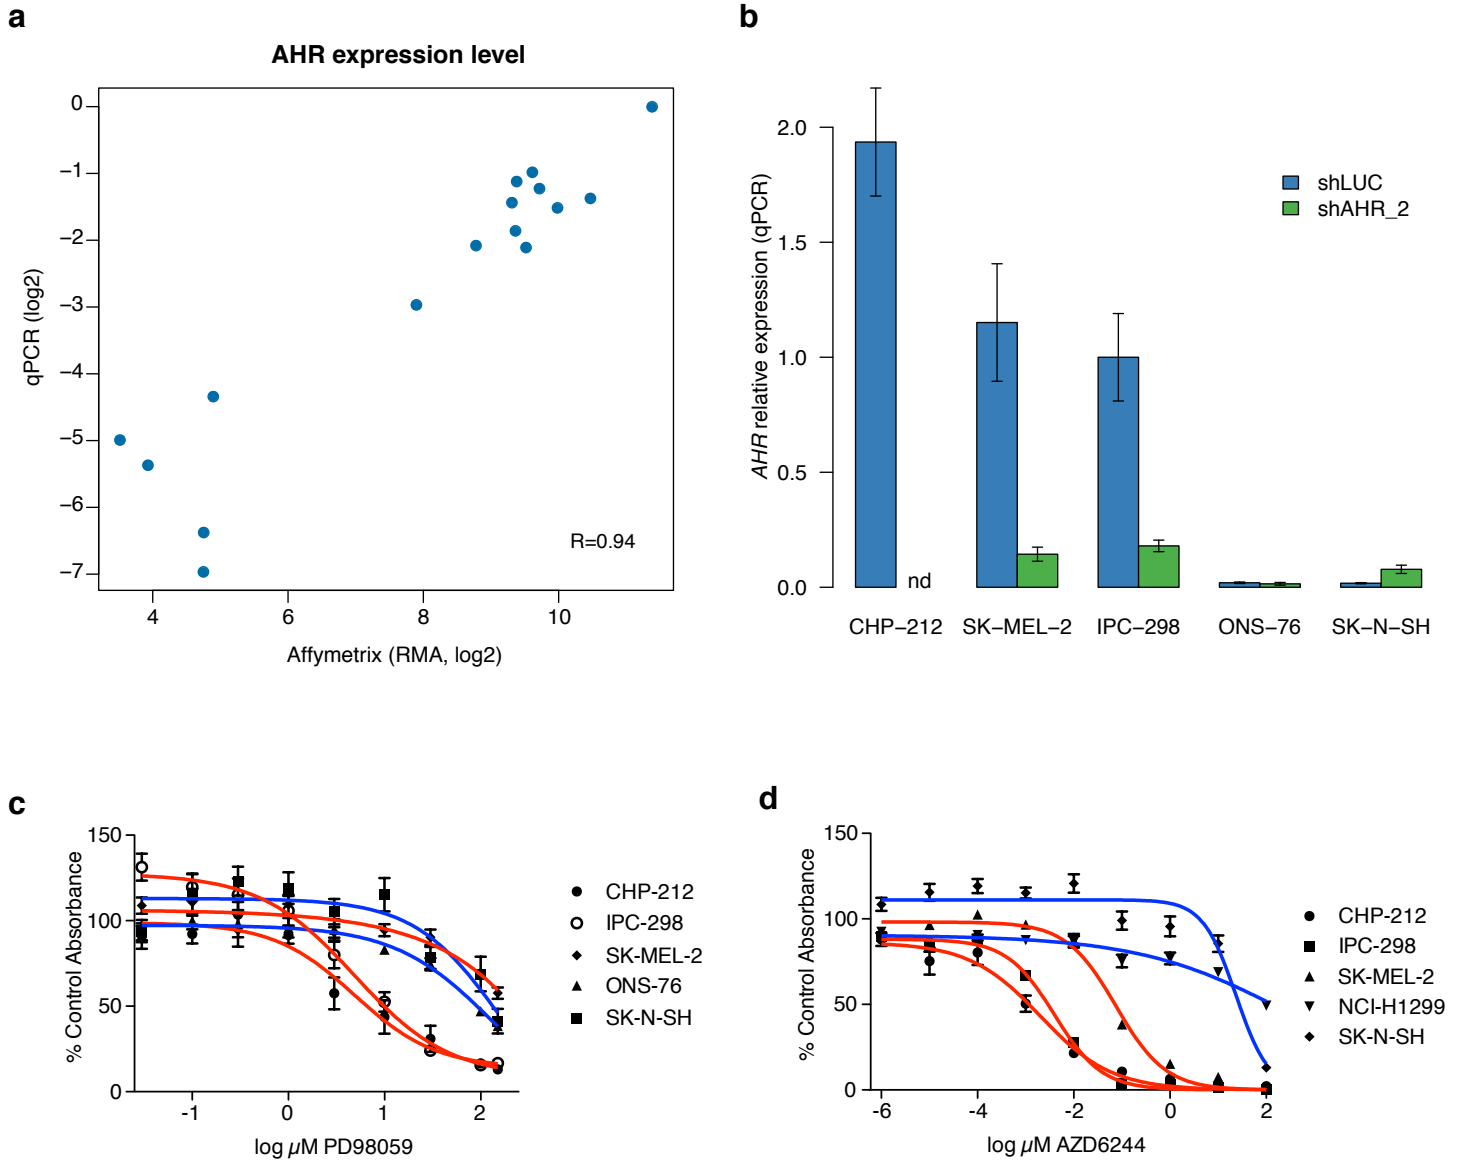 a
AHR expression level
0
−1
−2
−3
−4
−5
−6
−7
qPCR (log2)
R=0.94
4 6 8 10
Affymetrix (RMA, log2)
b
2.0
1.5
1.0
0.5
0.0
AHR relative expression (qPCR)
shLUC
shAHR_2
nd
CHP−212 SK−MEL−2 IPC−298 ONS−76 SK−N−SH
c
150
100
50
0
% Control Absorbance
-1 0 1 2
log µM PD98059
CHP-212
IPC-298
SK-MEL-2
ONS-76
SK-N-SH
d
150
100
50
0
% Control Absorbance
-6 -4 -2 0 2
log µM AZD6244
CHP-212
IPC-298
SK-MEL-2
NCI-H1299
SK-N-SH